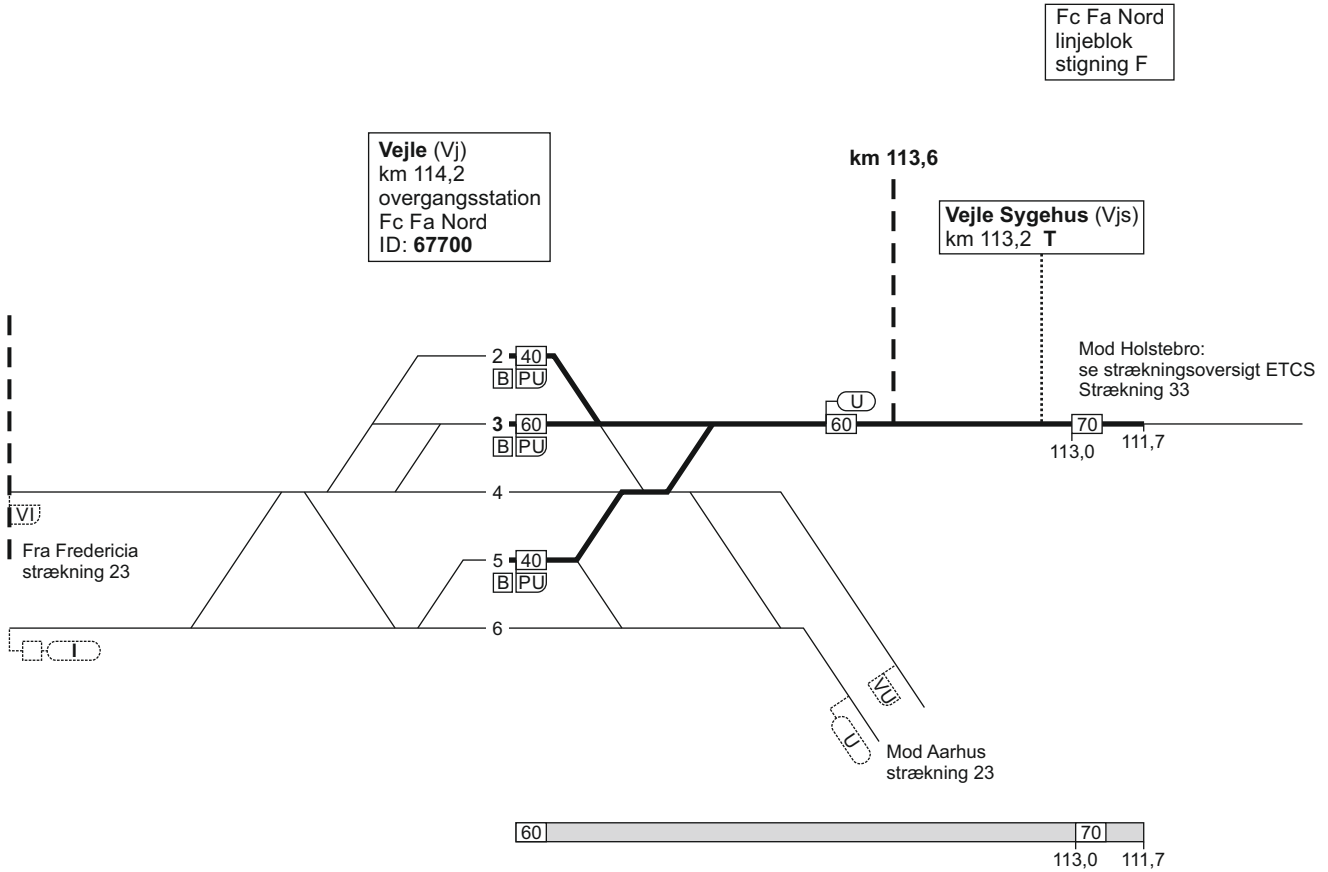 Fc Fa Nord
linjeblok
stigning F
Vejle (Vj)
km 114,2
overgangsstation
Fc Fa Nord
ID: 67700
km 113,6
Vejle Sygehus (Vjs)
km 113,2 T
Mod Holstebro:
se strækningsoversigt ETCS
Strækning 33
2 40
B PU
U
3 60
60
70
B PU
113,0
111,7
4
VI
Fra Fredericia
strækning 23
5 40
B PU
6
I
VU
U
Mod Aarhus
strækning 23
60
70
113,0
111,7